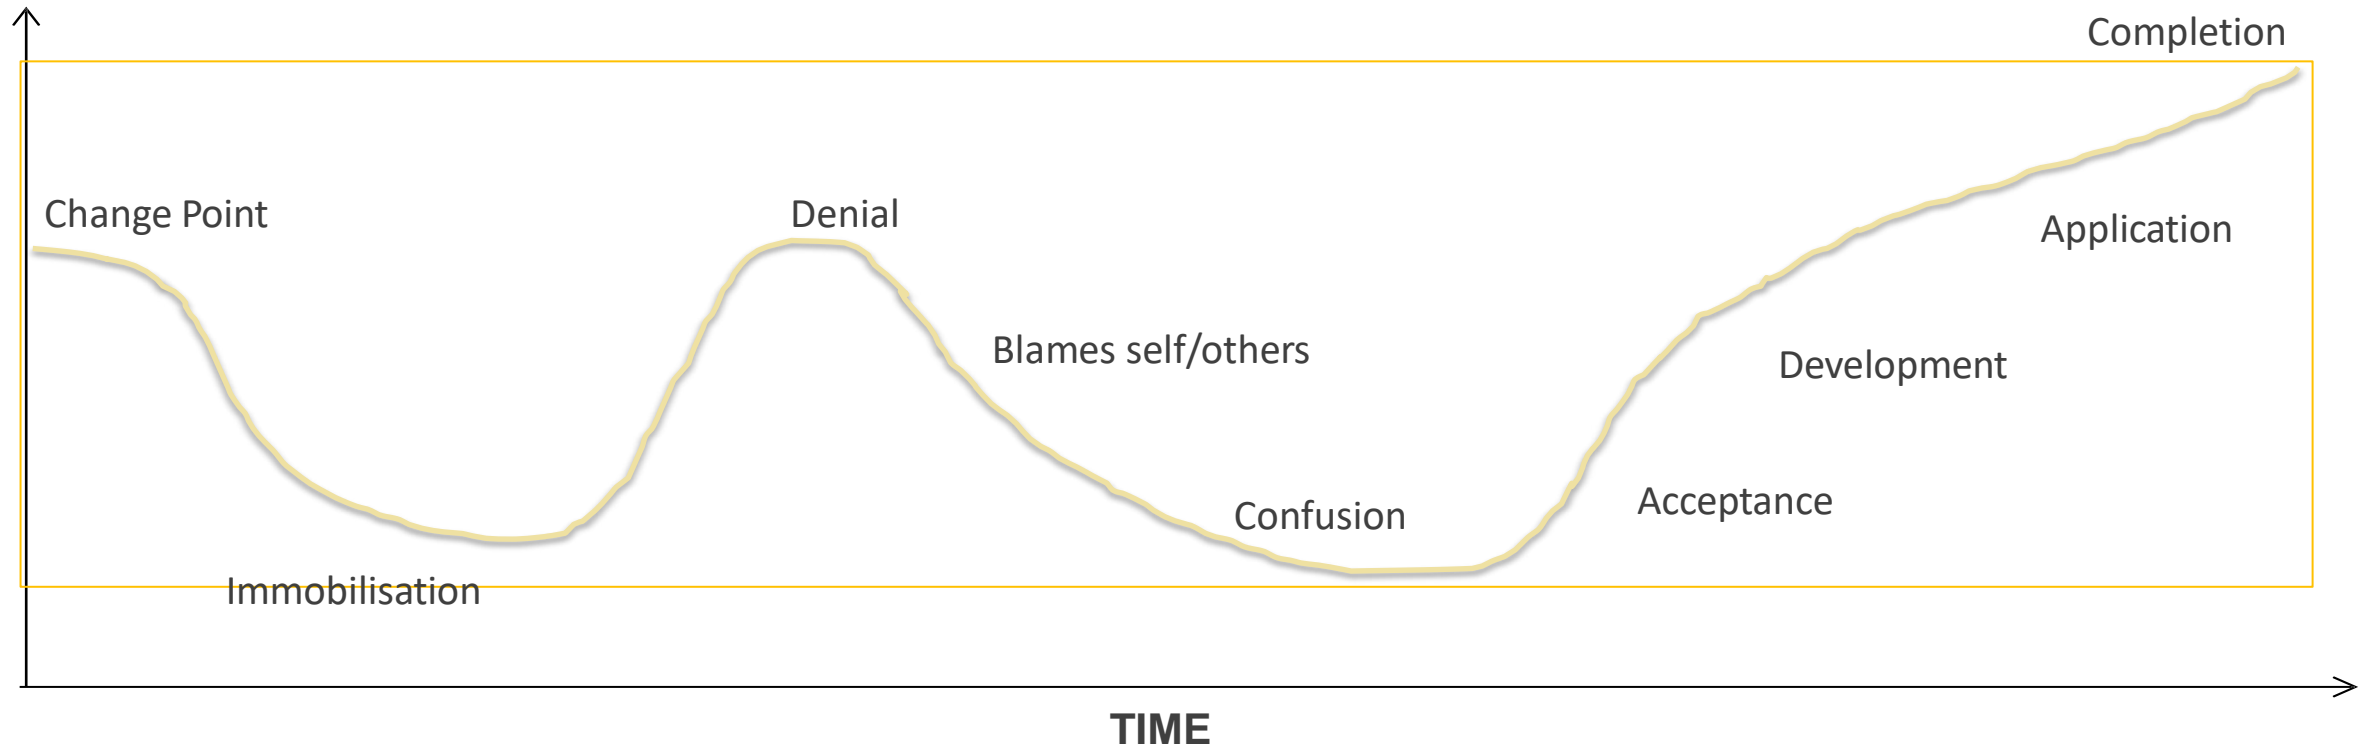 Completion
Change Point
Denial
Application
Blames self/others
Development
Acceptance
Confusion
Immobilisation
TIME